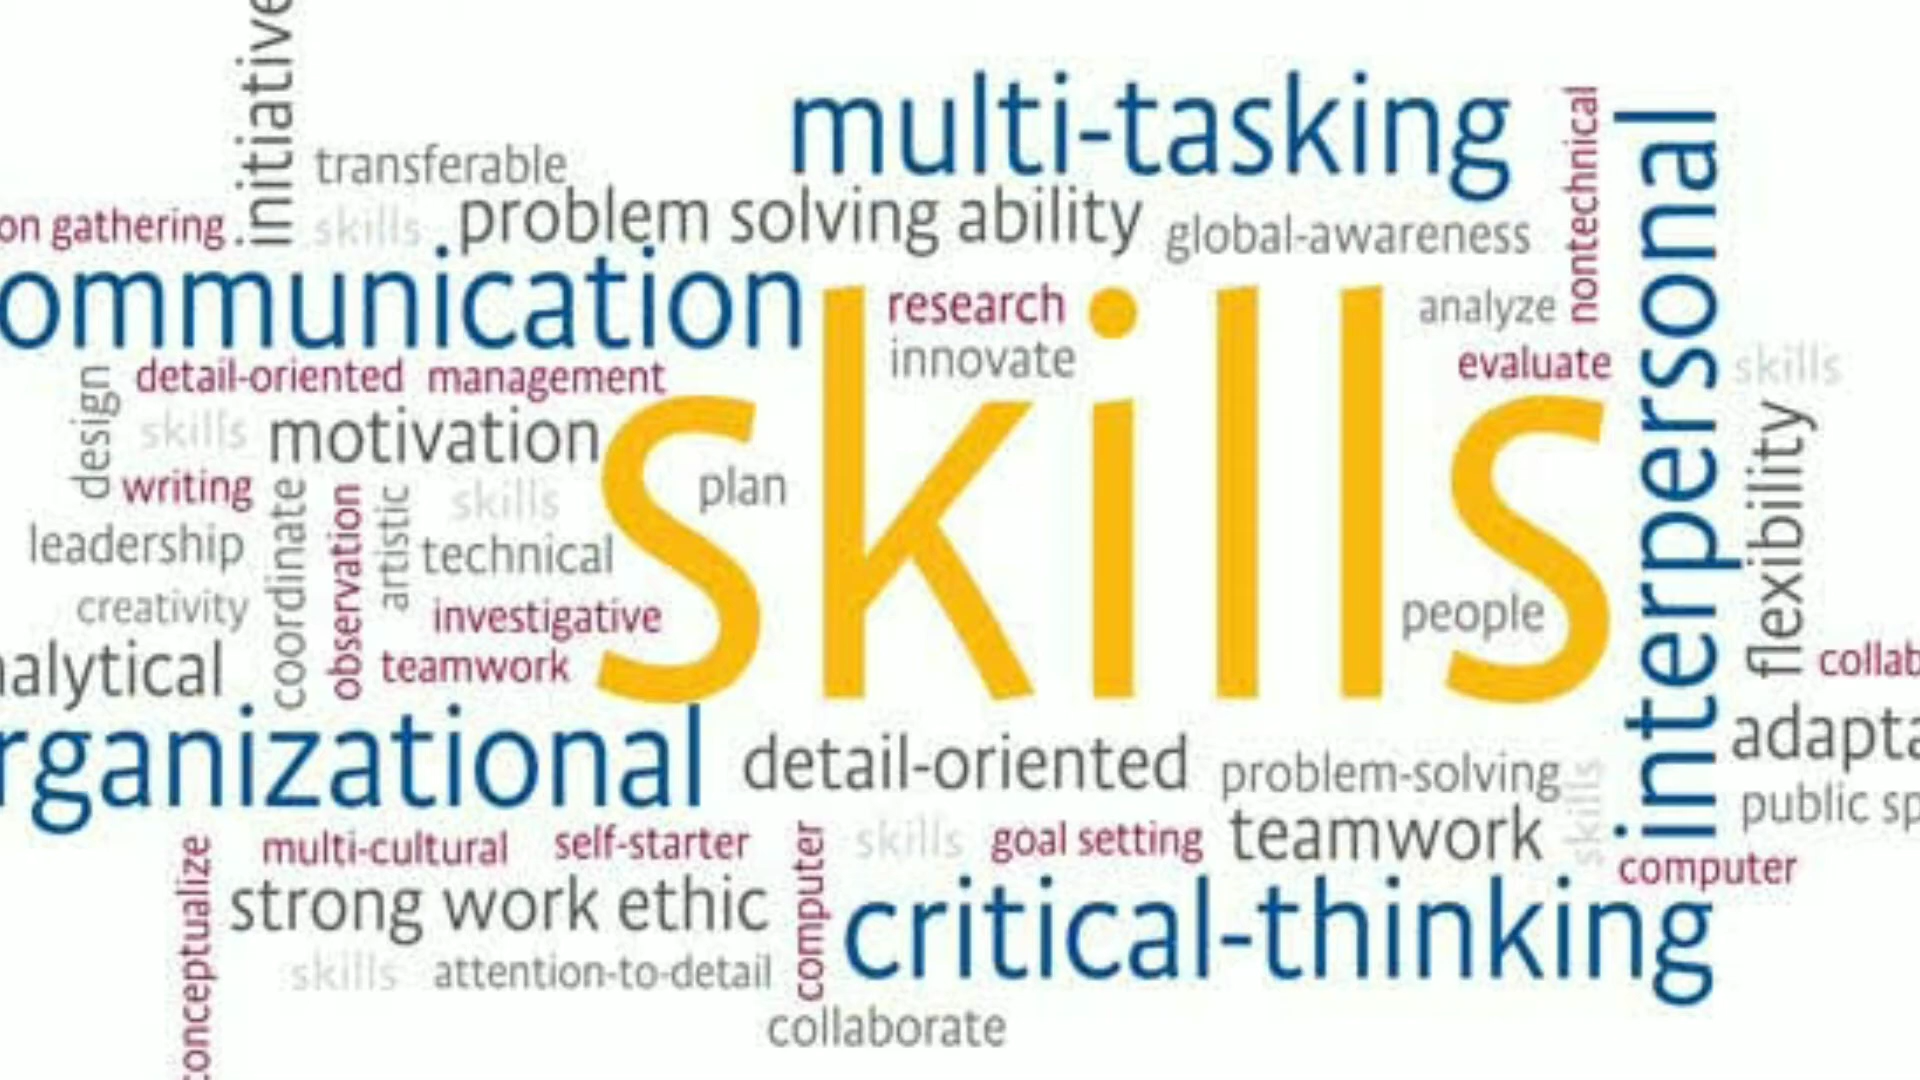 initiative
multi-tasking
nontechnical
interpersonal
transferable
skills
problem solving ability
global-awareness
on gathering
ommunication
research
innovate
analyze
evaluate
skills
skills
design
detail-oriented
management
skills
motivation
plan
flexibility
writing
coordinate
observation
artistic
skills
leadership
technical
creativity
investigative
people
alytical
teamwork
collab
rganizational
detail-oriented
problem-solving
skills
adapta
public sp
multi-cultural
self-starter
computer
skills
goal setting
teamwork
computer
conceptualize
strong work ethic
critical-thinking
skills
attention-to-detail
collaborate